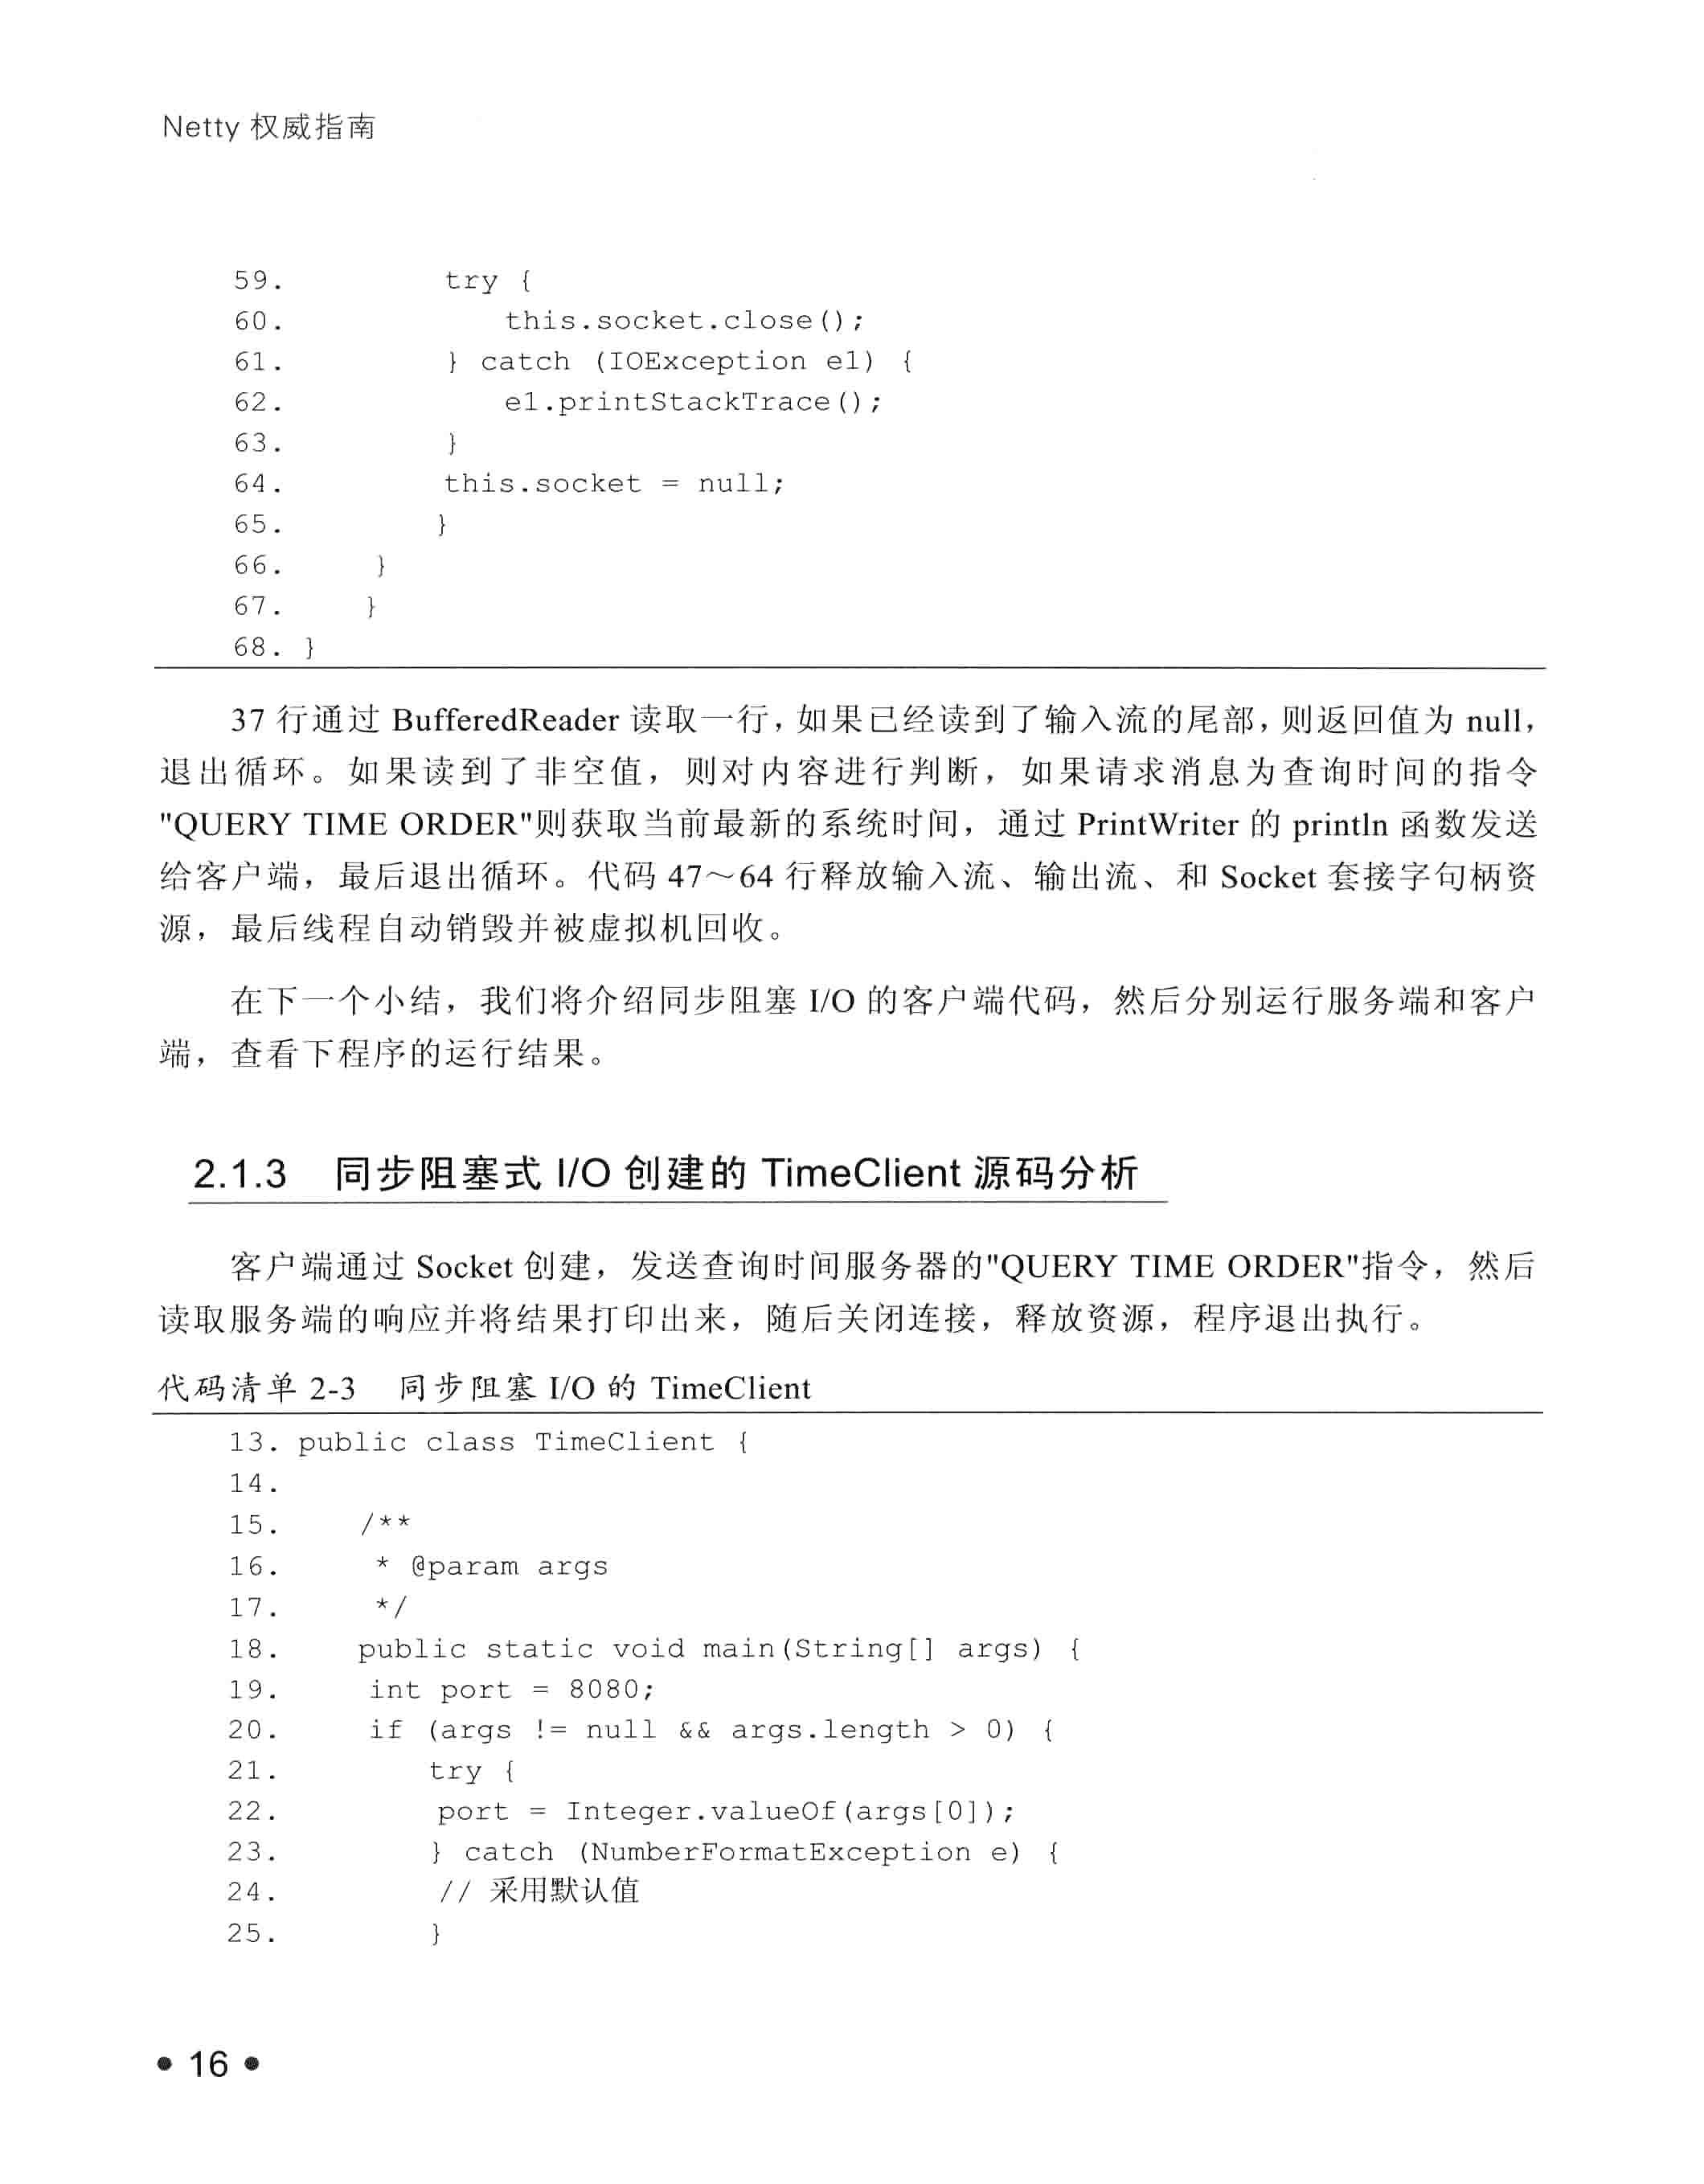 Netty 权威指南
59.          try {
60.             this.socket.close();
61.          } catch (IOException e1) {
62.             e1.printStackTrace();
63.          }
64.          this.socket = null;
65.         }
66.     }
67.    }
68. }
37 行通过 BufferedReader 读取一行，如果已经读到了输入流的尾部，则返回值为 null，
退出循环。如果读到了非空值，则对内容进行判断，如果请求消息为查询时间的指令
"QUERY TIME ORDER"则获取当前最新的系统时间，通过 PrintWriter 的 println 函数发送
给客户端，最后退出循环。代码 47～64 行释放输入流、输出流、和 Socket 套接字句柄资
源，最后线程自动销毁并被虚拟机回收。
在下一个小结，我们将介绍同步阻塞 I/O 的客户端代码，然后分别运行服务端和客户
端，查看下程序的运行结果。
2.1.3 同步阻塞式 I/O 创建的 TimeClient 源码分析
客户端通过 Socket 创建，发送查询时间服务器的"QUERY TIME ORDER"指令，然后
读取服务端的响应并将结果打印出来，随后关闭连接，释放资源，程序退出执行。
代码清单 2-3 同步阻塞 I/O 的 TimeClient
13. public class TimeClient {
14.
15.     /**
16.      * @param args
17.      */
18.     public static void main(String[] args) {
19.      int port = 8080;
20.      if (args != null && args.length > 0) {
21.         try {
22.          port = Integer.valueOf(args[0]);
23.         } catch (NumberFormatException e) {
24.          // 采用默认值
25.         }
• 16 •